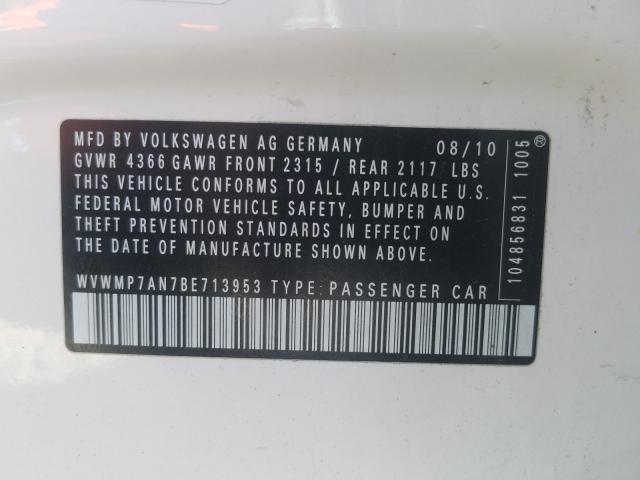 MFD BY VOLKSWAGEN AG GERMANY 08/10
GVWR 4366 GAWR FRONT 2315 / REAR 2117 LBS
THIS VEHICLE CONFORMS TO ALL APPLICABLE U.S.
FEDERAL MOTOR VEHICLE SAFETY, BUMPER AND
THEFT PREVENTION STANDARDS IN EFFECT ON
THE DATE OF MANUFACTURE SHOWN ABOVE.
WVWMP7AN7BE713953 TYPE: PASSENGER CAR
104856831 1005